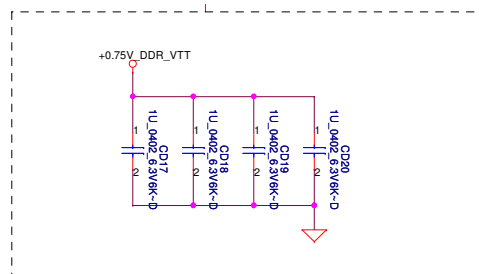 +0.75V_DDR_VTT
1
2
1U_0402_6.3V6K~D
CD17
1
2
1U_0402_6.3V6K~D
CD18
1
2
1U_0402_6.3V6K~D
CD19
1
2
1U_0402_6.3V6K~D
CD20